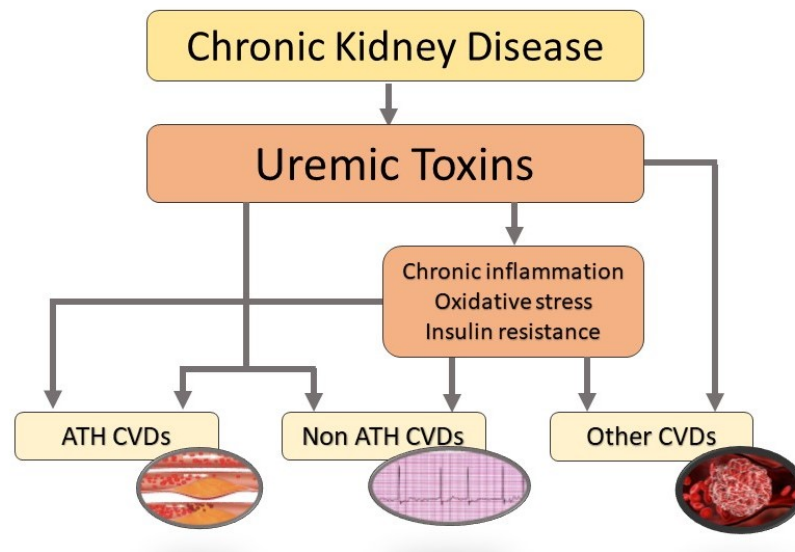 Chronic Kidney Disease
Uremic Toxins
Chronic inflammation
Oxidative stress
Insulin resistance
ATH CVDs
Non ATH CVDs
Other CVDs